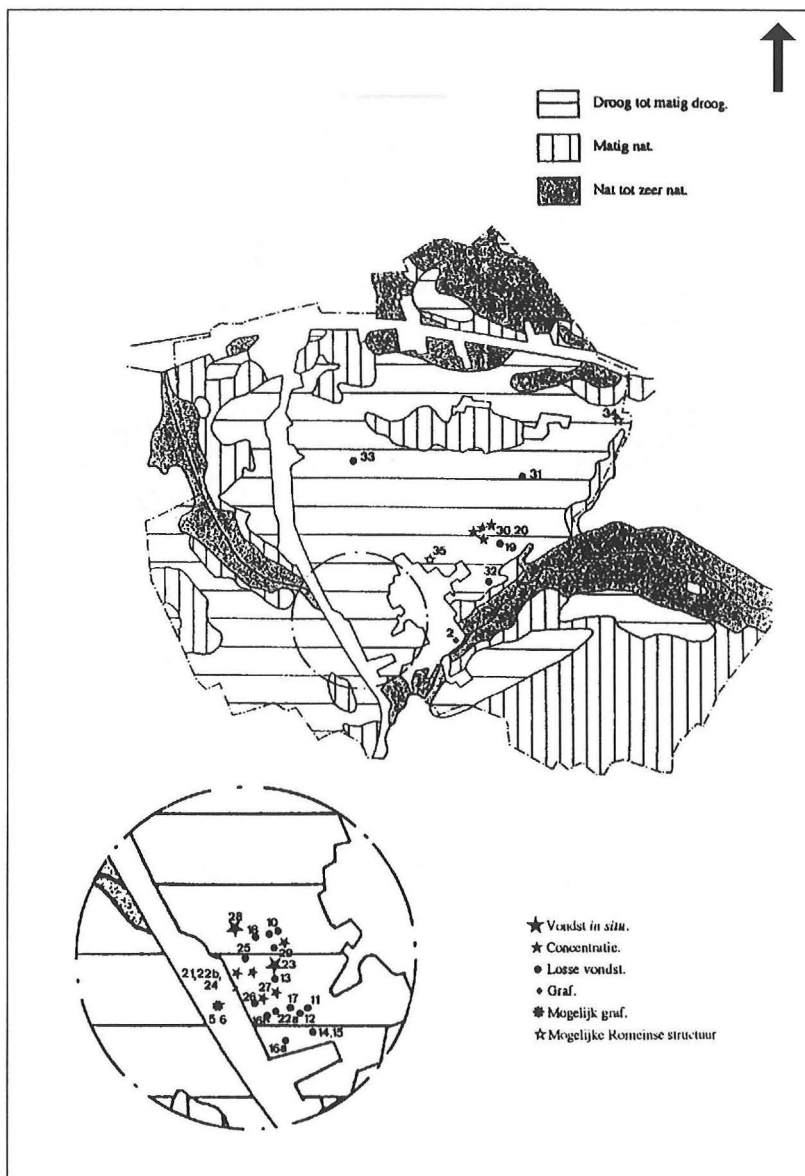 Droog tot matig droog.
Matig nat.
Nat tot zeer nat.
34
33
31
30,20
19
35
32
2
28
10
18
29
25
23
21,22b,
24
13
27
26
17
11
5 6
22a
12
14,15
16a
Vondst in situ.
Concentratie.
Losse vondst.
Graf.
Mogelijk graf.
Mogelijke Romeinse structuur